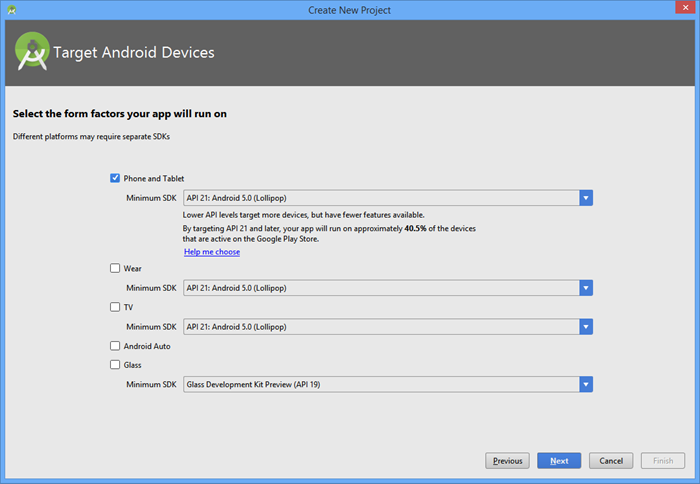 Create New Project
Target Android Devices
Select the form factors your app will run on
Different platforms may require separate SDKs
Phone and Tablet
Minimum SDK API 21: Android 5.0 (Lollipop)
Lower API levels target more devices, but have fewer features available.
By targeting API 21 and later, your app will run on approximately 40.5% of the devices
that are active on the Google Play Store.
Help me choose
Wear
Minimum SDK API 21: Android 5.0 (Lollipop)
TV
Minimum SDK API 21: Android 5.0 (Lollipop)
Android Auto
Glass
Minimum SDK Glass Development Kit Preview (API 19)
Previous Next Cancel Finish